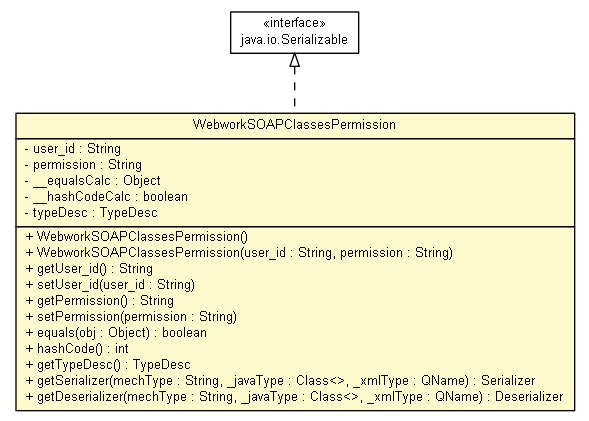 «interface»
java.io.Serializable
WebworkSOAPClassesPermission
- user_id : String
- permission : String
- __equalsCalc : Object
- __hashCodeCalc : boolean
- typeDesc : TypeDesc
+ WebworkSOAPClassesPermission()
+ WebworkSOAPClassesPermission(user_id : String, permission : String)
+ getUser_id() : String
+ setUser_id(user_id : String)
+ getPermission() : String
+ setPermission(permission : String)
+ equals(obj : Object) : boolean
+ hashCode() : int
+ getTypeDesc() : TypeDesc
+ getSerializer(mechType : String, _javaType : Class<>, _xmlType : QName) : Serializer
+ getDeserializer(mechType : String, _javaType : Class<>, _xmlType : QName) : Deserializer